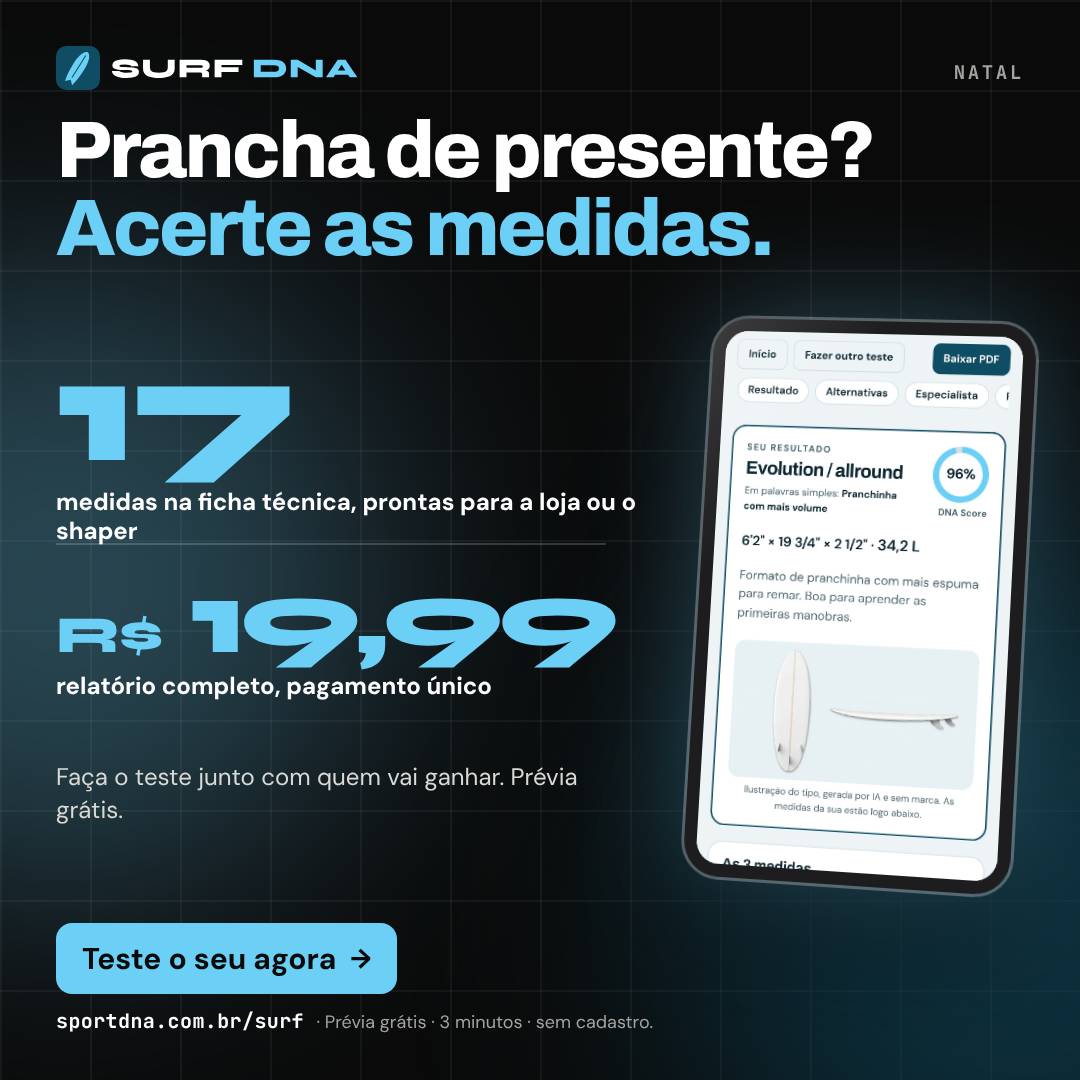 SURF DNA
NATAL
Prancha de presente?
Acerte as medidas.
17
medidas na ficha técnica, prontas para a loja ou o
shaper
R$ 19,99
relatório completo, pagamento único
Faça o teste junto com quem vai ganhar. Prévia
grátis.
Teste o seu agora →
sportdna.com.br/surf · Prévia grátis · 3 minutos · sem cadastro.
Início
Fazer outro teste
Baixar PDF
Resultado
Alternativas
Especialista
SEU RESULTADO
Evolution / allround
Em palavras simples: Pranchinha
com mais volume
96%
DNA Score
6'2" × 19 3/4" × 2 1/2" · 34,2 L
Formato de pranchinha com mais espuma
para remar. Boa para aprender as
primeiras manobras.
Ilustração do tipo, gerada por IA e sem marca. As
medidas da sua estão logo abaixo.
As 3 medidas